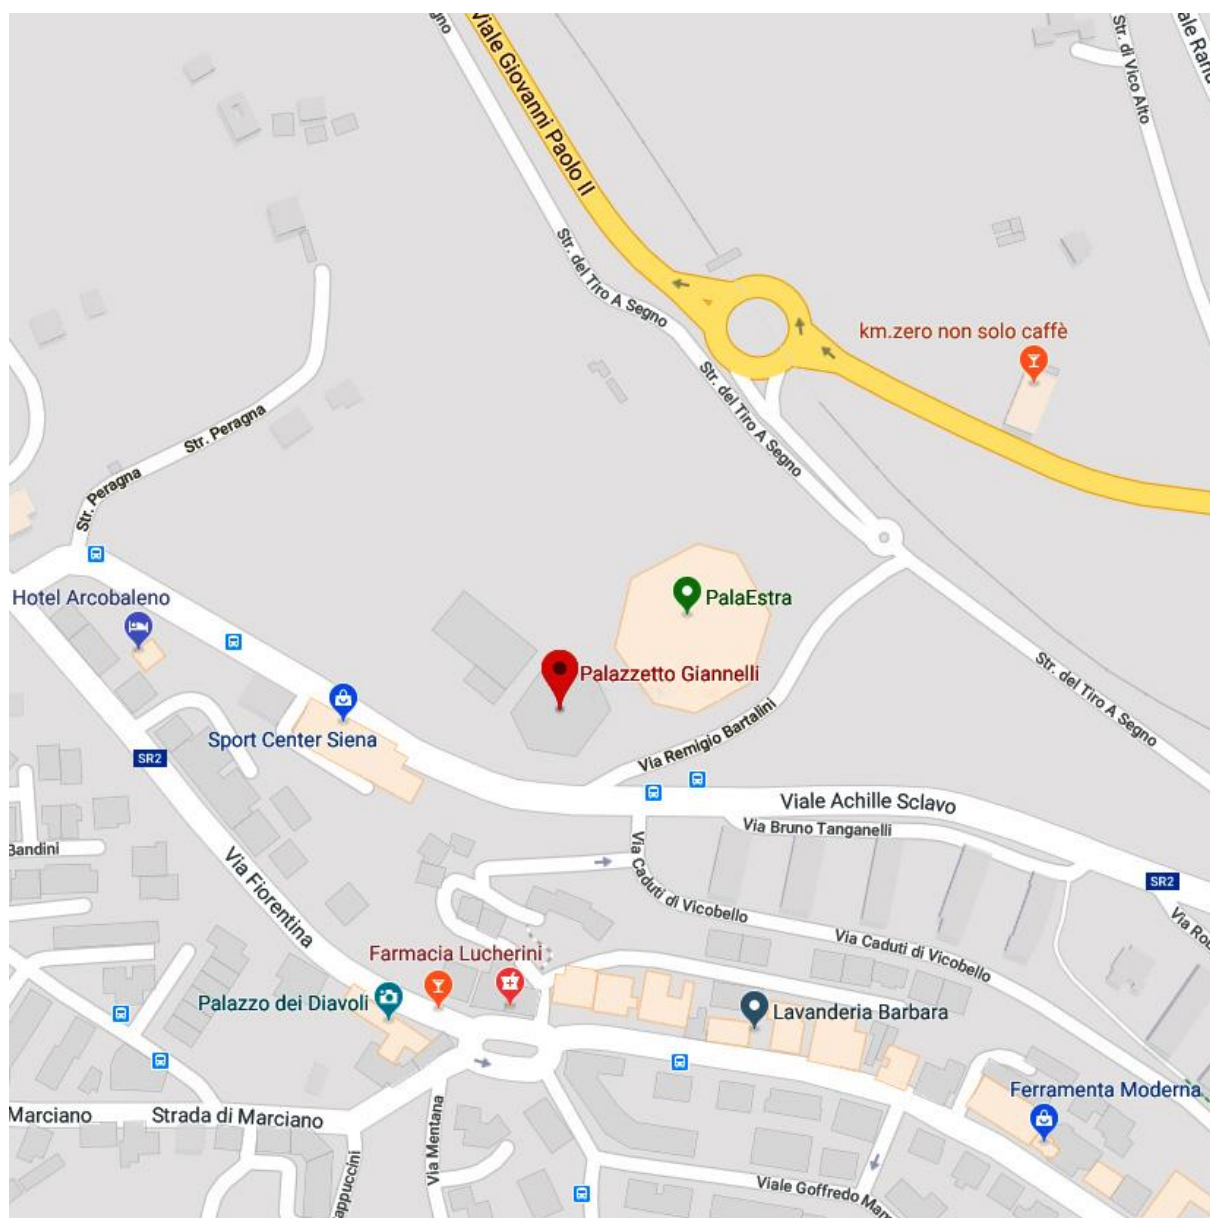 Viale Giovanni Paolo II
Str. di Vico Alto
Str. del Tiro A Segno
km.zero non solo caffè
Str. del Tiro A Segno
Str. Peragna
Str. Peragna
Hotel Arcobaleno
PalaEstra
Palazzetto Giannelli
Str. del Tiro A Segno
Via Remigio Bartalini
Sport Center Siena
SR2
Viale Achille Sclavo
Via Bruno Tanganelli
Bandini
Via Fiorentina
Via Caduti di Vicobello
SR2
Via Caduti di Vicobello
Farmacia Lucherini
Palazzo dei Diavoli
Lavanderia Barbara
Ferramenta Moderna
Marciano
Strada di Marciano
Via Mentana
appuccini
Viale Goffredo Mam